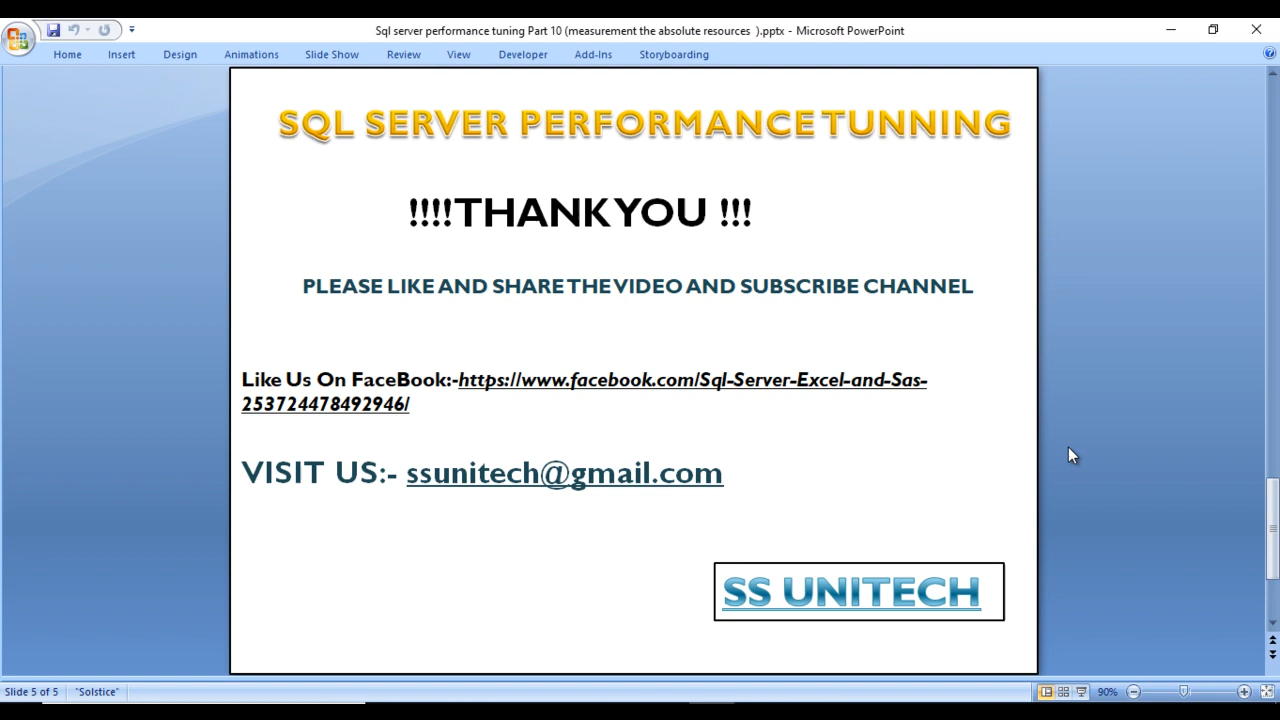 Sql server performance tuning Part 10 (measurement the absolute resources ).pptx - Microsoft PowerPoint
Home Insert Design Animations Slide Show Review View Developer Add-Ins Storyboarding
SQL SERVER PERFORMANCE TUNNING
!!!!THANK YOU !!!
PLEASE LIKE AND SHARE THE VIDEO AND SUBSCRIBE CHANNEL
Like Us On FaceBook:-https://www.facebook.com/Sql-Server-Excel-and-Sas-
253724478492946/
VISIT US:- ssunitech@gmail.com
SS UNITECH
Slide 5 of 5 "Solstice" 90%